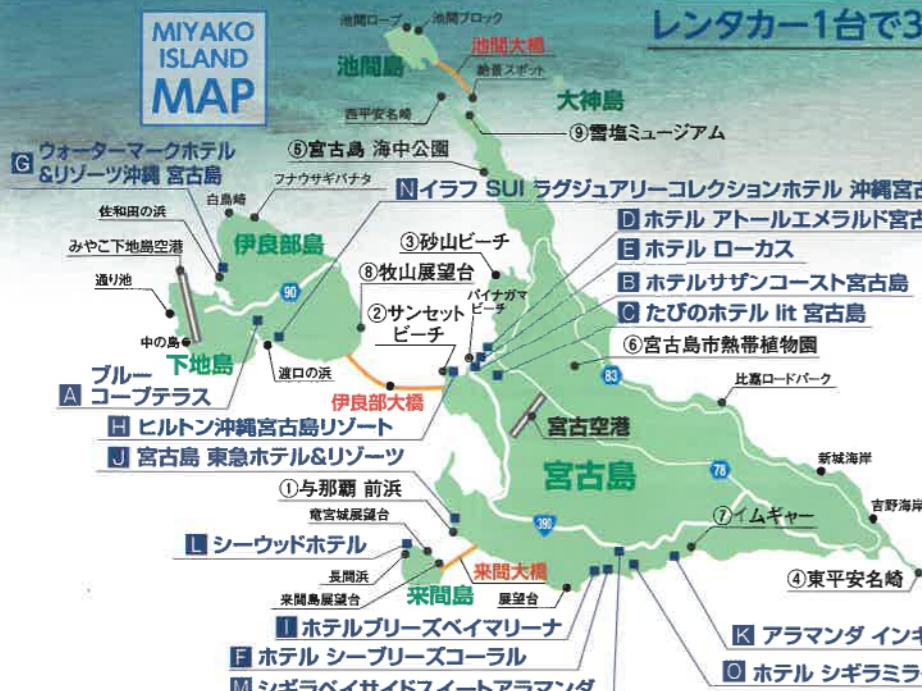 MIYAKO
ISLAND
MAP
レンタカー1台で3
池間ロープ
池間ブロック
池間大橋
池間島
絶景スポット
大神島
西平安名崎
⑨雪塩ミュージアム
⑤宮古島 海中公園
G ウォーターマークホテル
&リゾーツ沖縄 宮古島
フナウサギバナタ
N イラフ SUI ラグジュアリーコレクションホテル 沖縄宮古
白鳥崎
佐和田の浜
D ホテル アトールエメラルド宮古
伊良部島
③砂山ビーチ
E ホテル ローカス
みやこ下地島空港
⑧牧山展望台
B ホテルサザンコースト宮古島
通り池
90
②サンセット
ビーチ
パイナガマ
ビーチ
C たびのホテル lit 宮古島
中の島
下地島
渡口の浜
⑥宮古島市熱帯植物園
83
比嘉ロードパーク
A ブルー
コーブテラス
伊良部大橋
H ヒルトン沖縄宮古島リゾート
宮古空港
J 宮古島 東急ホテル&リゾーツ
宮古島
78
新城海岸
①与那覇 前浜
竜宮城展望台
390
⑦イムギャー
吉野海岸
L シーウッドホテル
長間浜
来間大橋
④東平安名崎
来間島展望台
来間島
展望台
I ホテルブリーズベイマリーナ
K アラマンダ インギ
F ホテル シーブリーズコーラル
O ホテル シギラミラ
M シギラベイサイドスイートアラマンダ